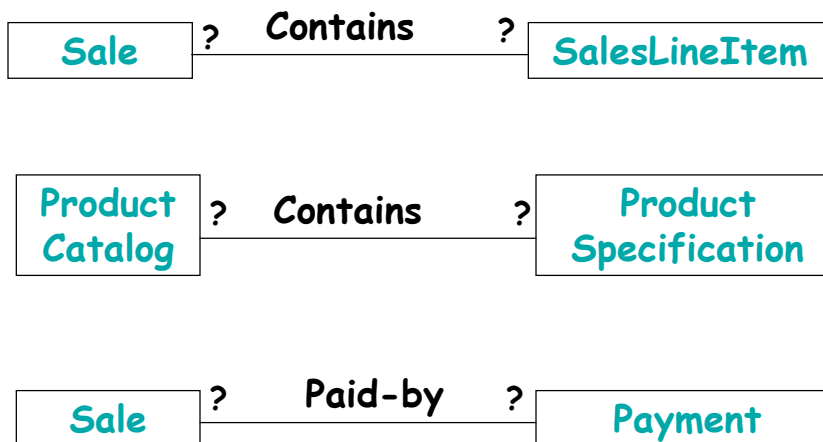 ? Contains ?
Sale SalesLineItem
Product Product
? Contains ?
Catalog Specification
? Paid-by ?
Sale Payment